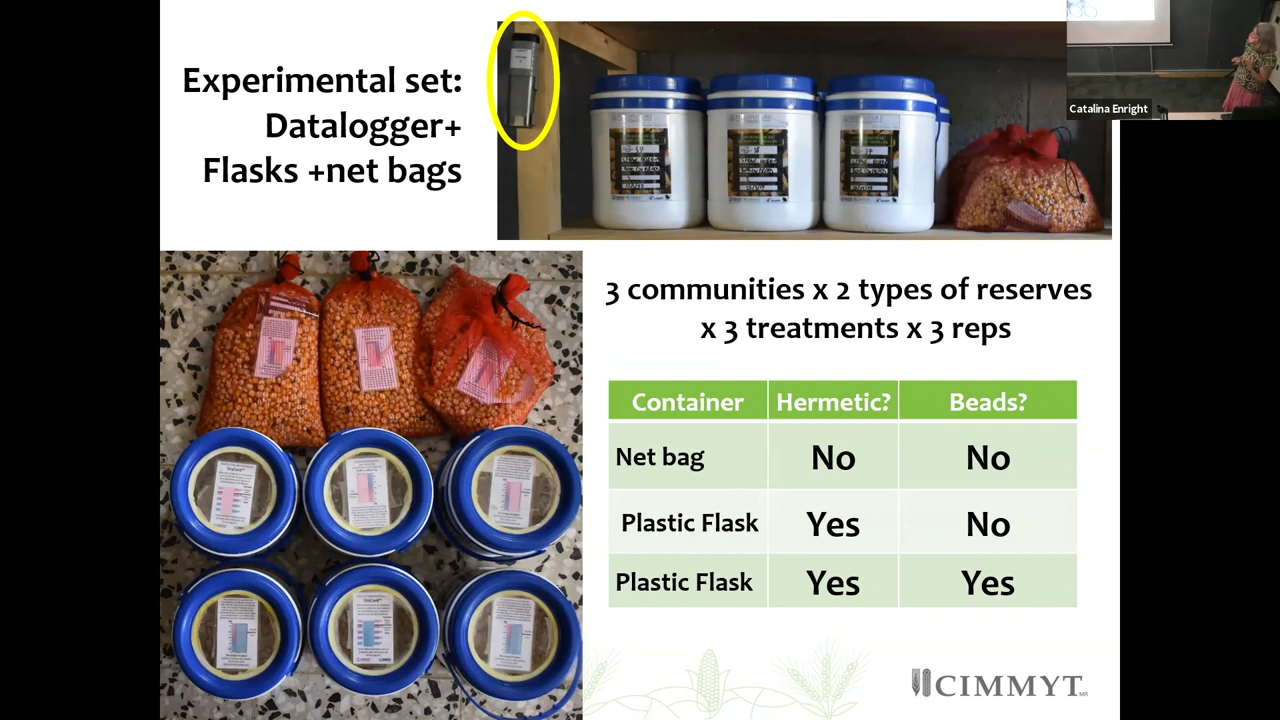 Experimental set:
Datalogger+
Flasks +net bags
Catalina Enright
3 communities x 2 types of reserves
x 3 treatments x 3 reps
Container Hermetic? Beads?
Net bag No No
Plastic Flask Yes No
Plastic Flask Yes Yes
CIMMYT MR